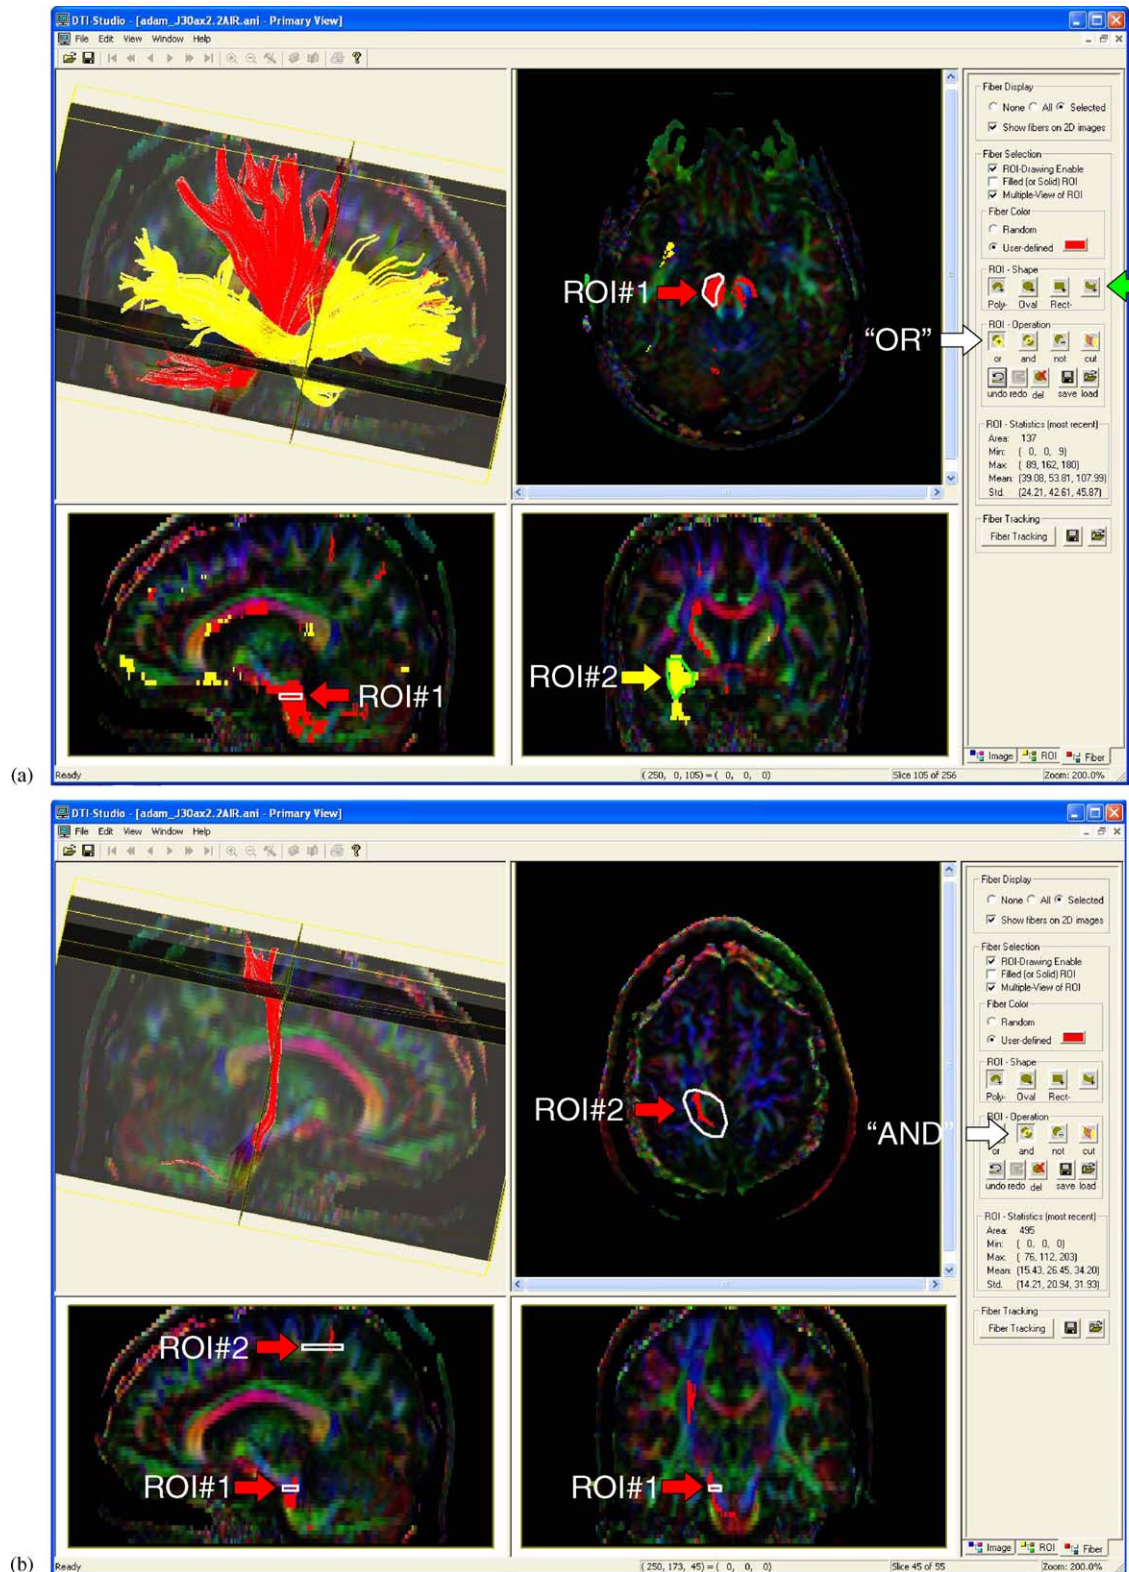 DTI-Studio - [adam_J30ax2.2AIR.ani - Primary View]
File Edit View Window Help
Fiber Display
None All Selected
Show fibers on 2D images
Fiber Selection
ROI-Drawing Enable
Filled (or Solid) ROI
Multiple-View of ROI
Fiber Color
Random
User-defined
ROI - Shape
Poly- Oval Rect-
ROI - Operation
or and not cut
undo redo del save load
ROI - Statistics (most recent)
Area: 137
Min: ( 0, 0, 9)
Max: ( 89, 162, 180)
Mean: (39.08, 53.81, 107.99)
Std. (24.21, 42.61, 45.87)
Fiber Tracking
Fiber Tracking
ROI#1
“OR”
ROI#1
ROI#2
Image ROI Fiber
(a)
Ready (250, 0, 105) = ( 0, 0, 0) Slice 105 of 256 Zoom: 200.0%
DTI-Studio - [adam_J30ax2.2AIR.ani - Primary View]
File Edit View Window Help
Fiber Display
None All Selected
Show fibers on 2D images
Fiber Selection
ROI-Drawing Enable
Filled (or Solid) ROI
Multiple-View of ROI
Fiber Color
Random
User-defined
ROI - Shape
Poly- Oval Rect-
ROI - Operation
or and not cut
undo redo del save load
ROI - Statistics (most recent)
Area: 495
Min: ( 0, 0, 0)
Max: ( 76, 112, 203)
Mean: (15.43, 26.45, 34.20)
Std. (14.21, 20.94, 31.93)
Fiber Tracking
Fiber Tracking
ROI#2
“AND”
ROI#2
ROI#1
ROI#1
Image ROI Fiber
(b)
Ready (250, 173, 45) = ( 0, 0, 0) Slice 45 of 55 Zoom: 200.0%